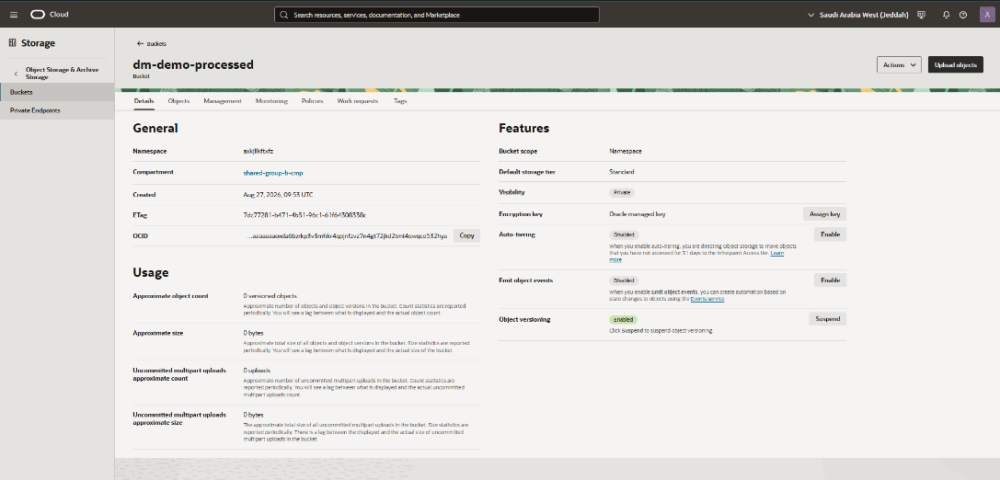 Cloud
Search resources, services, documentation, and Marketplace
Saudi Arabia West (Jeddah)
Storage
Object Storage & Archive
Storage
Buckets
Private Endpoints
Buckets
dm-demo-processed
Bucket
Actions
Upload objects
Details Objects Management Monitoring Policies Work requests Tags
General
Namespace
Compartment shared-group-b-cmp
Created Aug 27, 2026, 09:53 UTC
ETag 7dc77281-b471-4b51-96c1-61f64308338c
OCID
Copy
Usage
Approximate object count 0 versioned objects
Approximate number of objects and object versions in the bucket. Count statistics are reported
periodically. You will see a lag between what is displayed and the actual object count.
Approximate size 0 bytes
Approximate total size of all objects and object versions in the bucket. Size statistics are reported
periodically. You will see a lag between what is displayed and the actual size of the bucket.
Uncommitted multipart uploads
approximate count
0 uploads
Approximate number of uncommitted multipart uploads in the bucket. Count statistics are
reported periodically. You will see a lag between what is displayed and the actual uncommitted
multipart uploads count.
Uncommitted multipart uploads
approximate size
0 bytes
The approximate total size of all uncommitted multipart uploads in the bucket. Size statistics are
reported periodically. There is a lag between the displayed and the actual size of uncommitted
multipart uploads in the bucket.
Features
Bucket scope Namespace
Default storage tier Standard
Visibility Private
Encryption key Oracle managed key Assign key
Auto-tiering Disabled Enable
When you enable auto-tiering, you are directing Object Storage to move objects
that you have not accessed for 31 days to the Infrequent Access tier. Learn
more
Emit object events Disabled Enable
When you enable Emit object events, you can create automation based on
state changes to objects using the Events service.
Object versioning Enabled Suspend
Click Suspend to suspend object versioning.